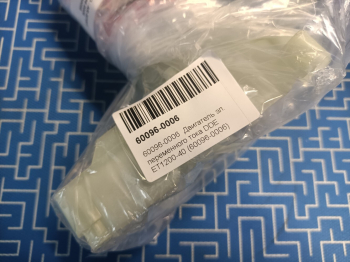 60096-0006
60096-0006 Двигатель эл.
переменного тока DDE
ET1200-40 (60096-0006)